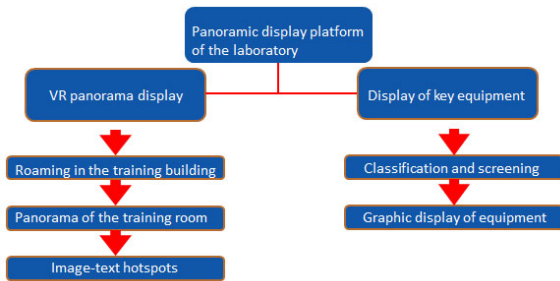 Panoramic display platform
of the laboratory
VR panorama display
Display of key equipment
Roaming in the training building
Classification and screening
Panorama of the training room
Graphic display of equipment
Image-text hotspots